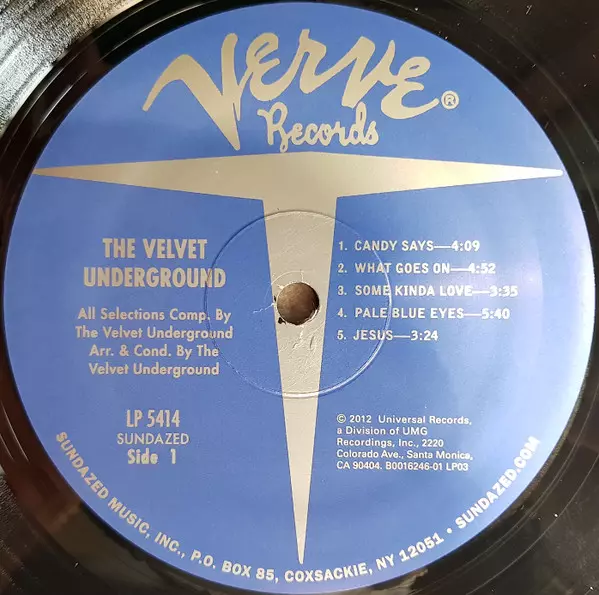 Verve®
Records
THE VELVET
UNDERGROUND
All Selections Comp. By
The Velvet Underground
Arr. & Cond. By The
Velvet Underground
LP 5414
SUNDAZED
Side 1
1. CANDY SAYS—4:09
2. WHAT GOES ON—4:52
3. SOME KINDA LOVE—3:35
4. PALE BLUE EYES—5:40
5. JESUS—3:24
© 2012 Universal Records,
a Division of UMG
Recordings, Inc., 2220
Colorado Ave., Santa Monica,
CA 90404. B0016246-01 LP03
SUNDAZED MUSIC, INC., P.O. BOX 85, COXSACKIE, NY 12051 • SUNDAZED.COM